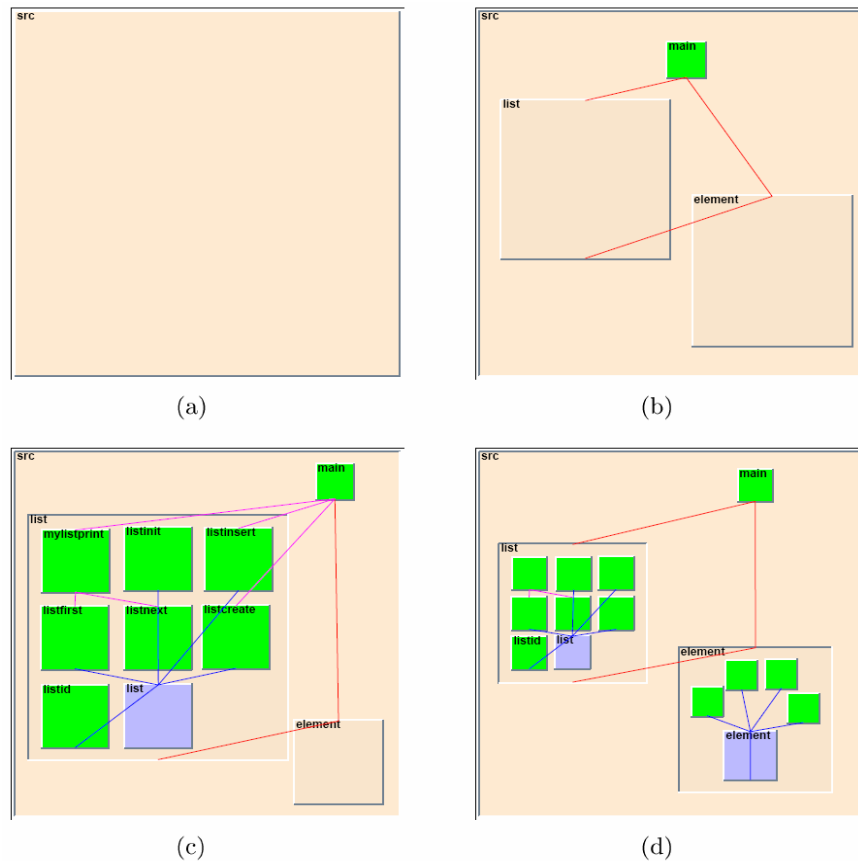 src
(a)
src
main
list
element
(b)
src
main
list
mylistprint
listinit
listinsert
listfirst
listnext
listcreate
listid
list
element
(c)
src
main
list
listid
list
element
element
(d)